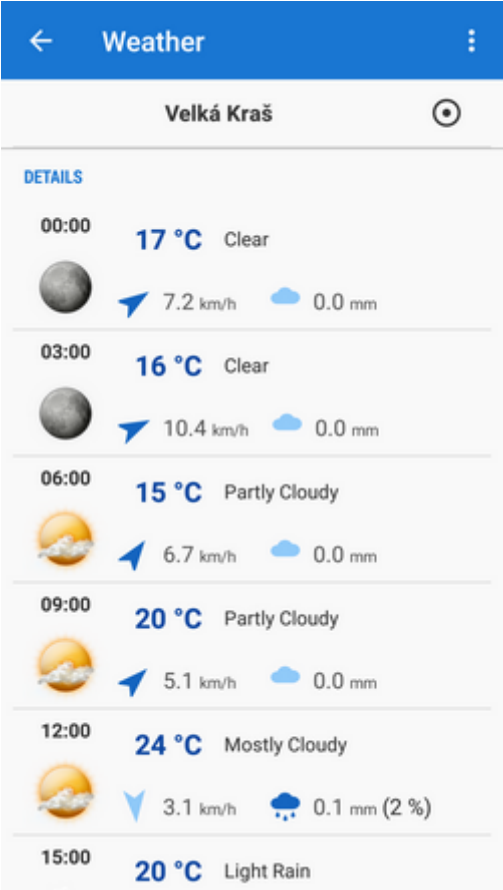 Weather
Velká Kraš
DETAILS
00:00
17 °C Clear
7.2 km/h 0.0 mm
03:00
16 °C Clear
10.4 km/h 0.0 mm
06:00
15 °C Partly Cloudy
6.7 km/h 0.0 mm
09:00
20 °C Partly Cloudy
5.1 km/h 0.0 mm
12:00
24 °C Mostly Cloudy
3.1 km/h 0.1 mm (2 %)
15:00
20 °C Light Rain